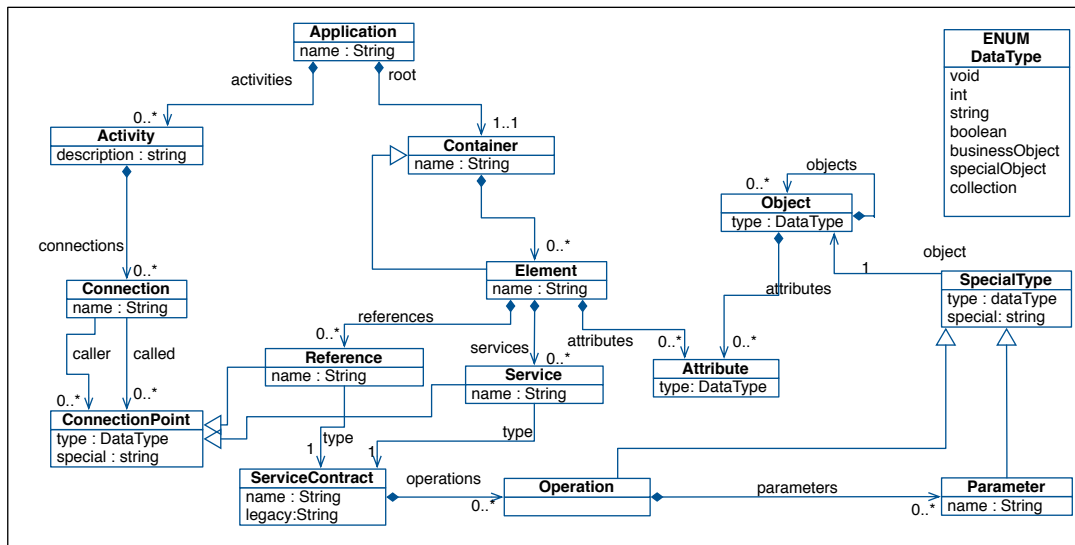 Application
name : String
activities
root
0..*
1..1
Activity
description : string
Container
name : String
ENUM
DataType
void
int
string
boolean
businessObject
specialObject
collection
objects
0..*
Object
type : DataType
connections
0..*
0..*
object
1
Connection
name : String
Element
name : String
attributes
SpecialType
type : dataType
special: string
references
0..*
services
0..*
attributes
0..*
0..*
caller
called
Reference
name : String
Service
name : String
Attribute
type: DataType
0..*
0..*
ConnectionPoint
type : DataType
special : string
type
1
type
1
ServiceContract
name : String
legacy:String
operations
0..*
Operation
parameters
0..*
Parameter
name : String